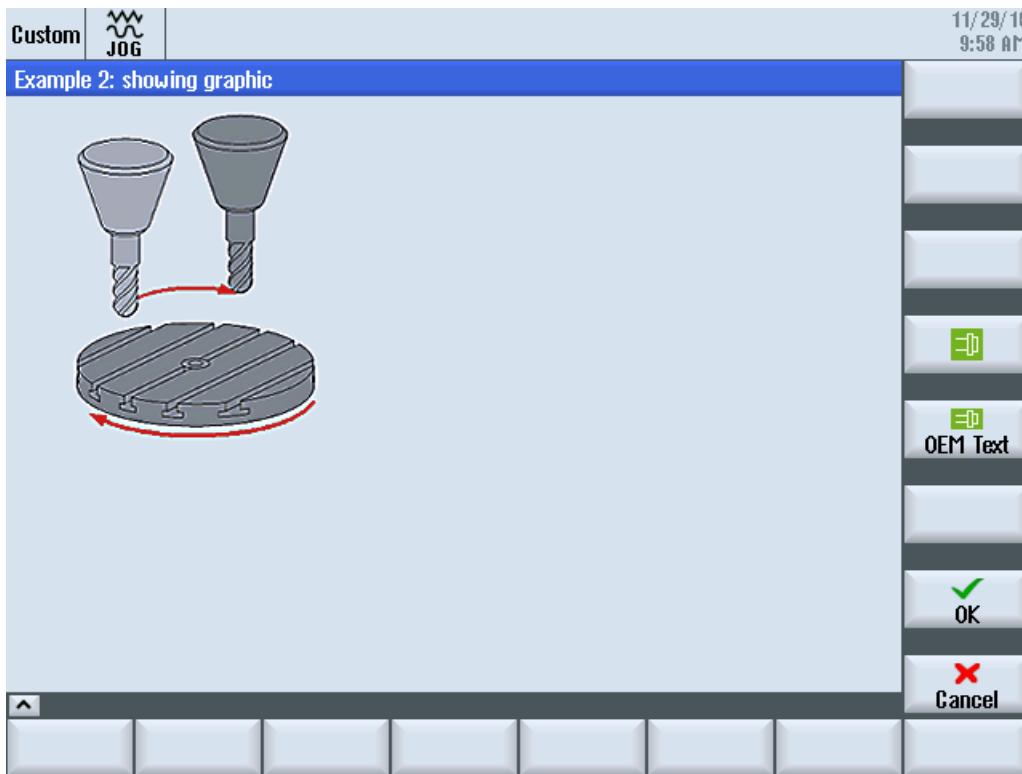 Custom
JOG
11/29/1
9:58 A
Example 2: showing graphic
OEM Text
OK
Cancel